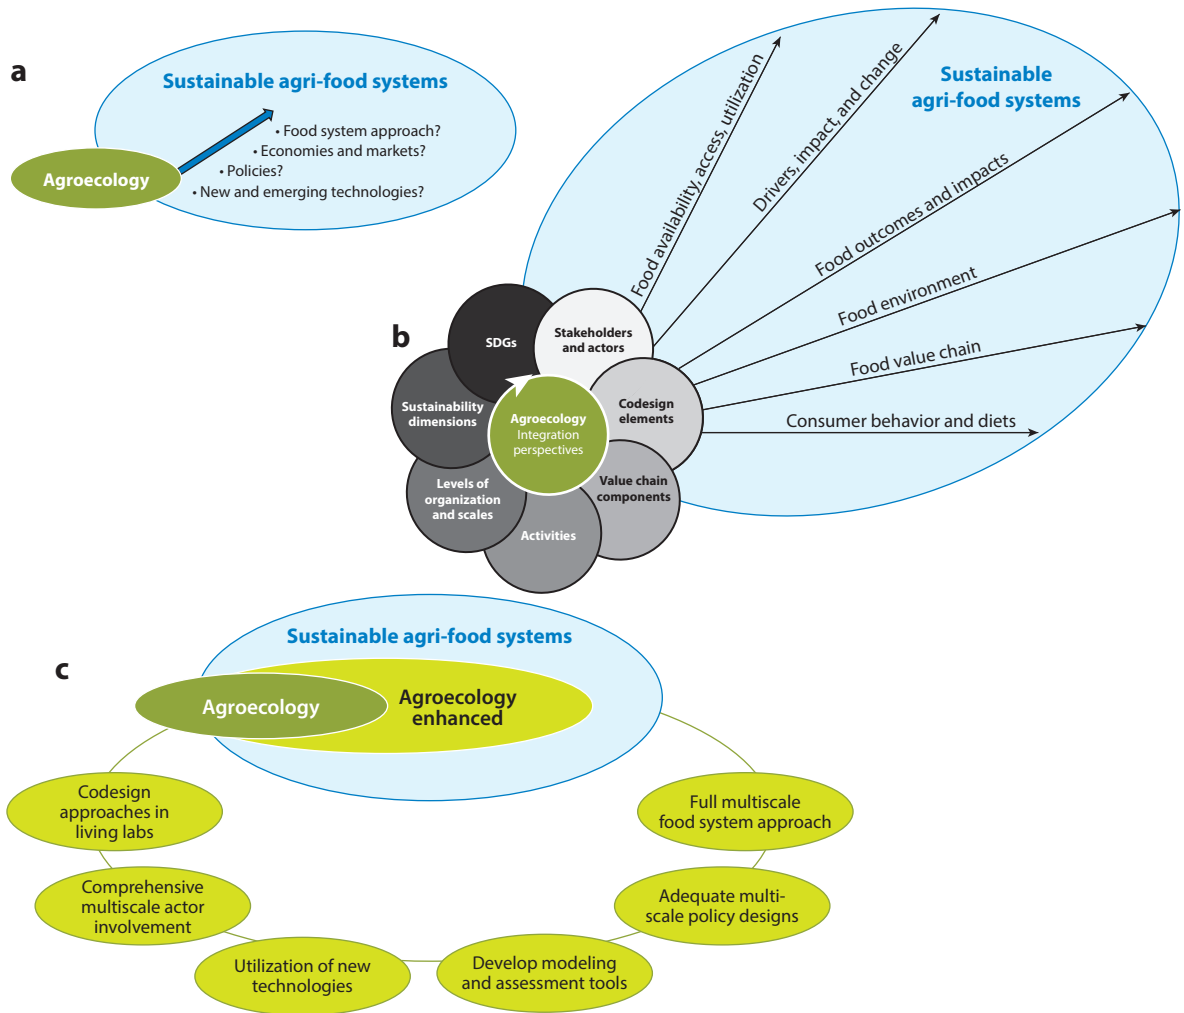 a
Sustainable agri-food systems
• Food system approach?
• Economies and markets?
• Policies?
• New and emerging technologies?
Agroecology
b
Sustainable
agri-food systems
Food availability, access, utilization
Drivers, impact, and change
Food outcomes and impacts
Food environment
Food value chain
Consumer behavior and diets
SDGs
Stakeholders
and actors
Codesign
elements
Value chain
components
Activities
Levels of
organization
and scales
Sustainability
dimensions
Agroecology
Integration
perspectives
c
Sustainable agri-food systems
Agroecology
Agroecology
enhanced
Codesign
approaches in
living labs
Comprehensive
multiscale actor
involvement
Utilization of new
technologies
Develop modeling
and assessment tools
Adequate multi-
scale policy designs
Full multiscale
food system approach